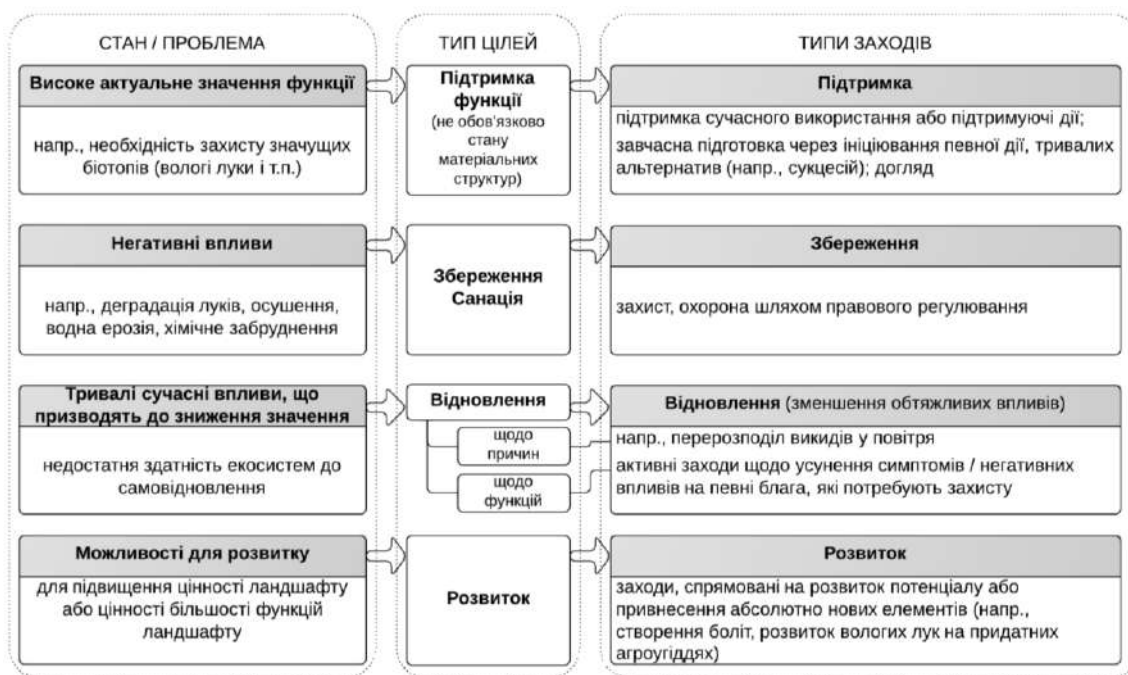 СТАН / ПРОБЛЕМА
ТИП ЦІЛЕЙ
ТИПИ ЗАХОДІВ
Високе актуальне значення функції
напр., необхідність захисту значущих
біотопів (вологі луки і т.п.)
Підтримка
функції
(не обов'язково
стану
матеріальних
структур)
Підтримка
підтримка сучасного використання або підтримуючі дії;
завчасна підготовка через ініціювання певної дії, тривалих
альтернатив (напр., сукцесій); догляд
Негативні впливи
напр., деградація луків, осушення,
водна ерозія, хімічне забруднення
Збереження
Санація
Збереження
захист, охорона шляхом правового регулювання
Тривалі сучасні впливи, що
призводять до зниження значення
недостатня здатність екосистем до
самовідновлення
Відновлення
щодо
причин
щодо
функцій
Відновлення (зменшення обтяжливих впливів)
напр., перерозподіл викидів у повітря
активні заходи щодо усунення симптомів / негативних
впливів на певні блага, які потребують захисту
Можливості для розвитку
для підвищення цінності ландшафту
або цінності більшості функцій
ландшафту
Розвиток
Розвиток
заходи, спрямовані на розвиток потенціалу або
привнесення абсолютно нових елементів (напр.,
створення боліт, розвиток вологих лук на придатних
агроугіддях)